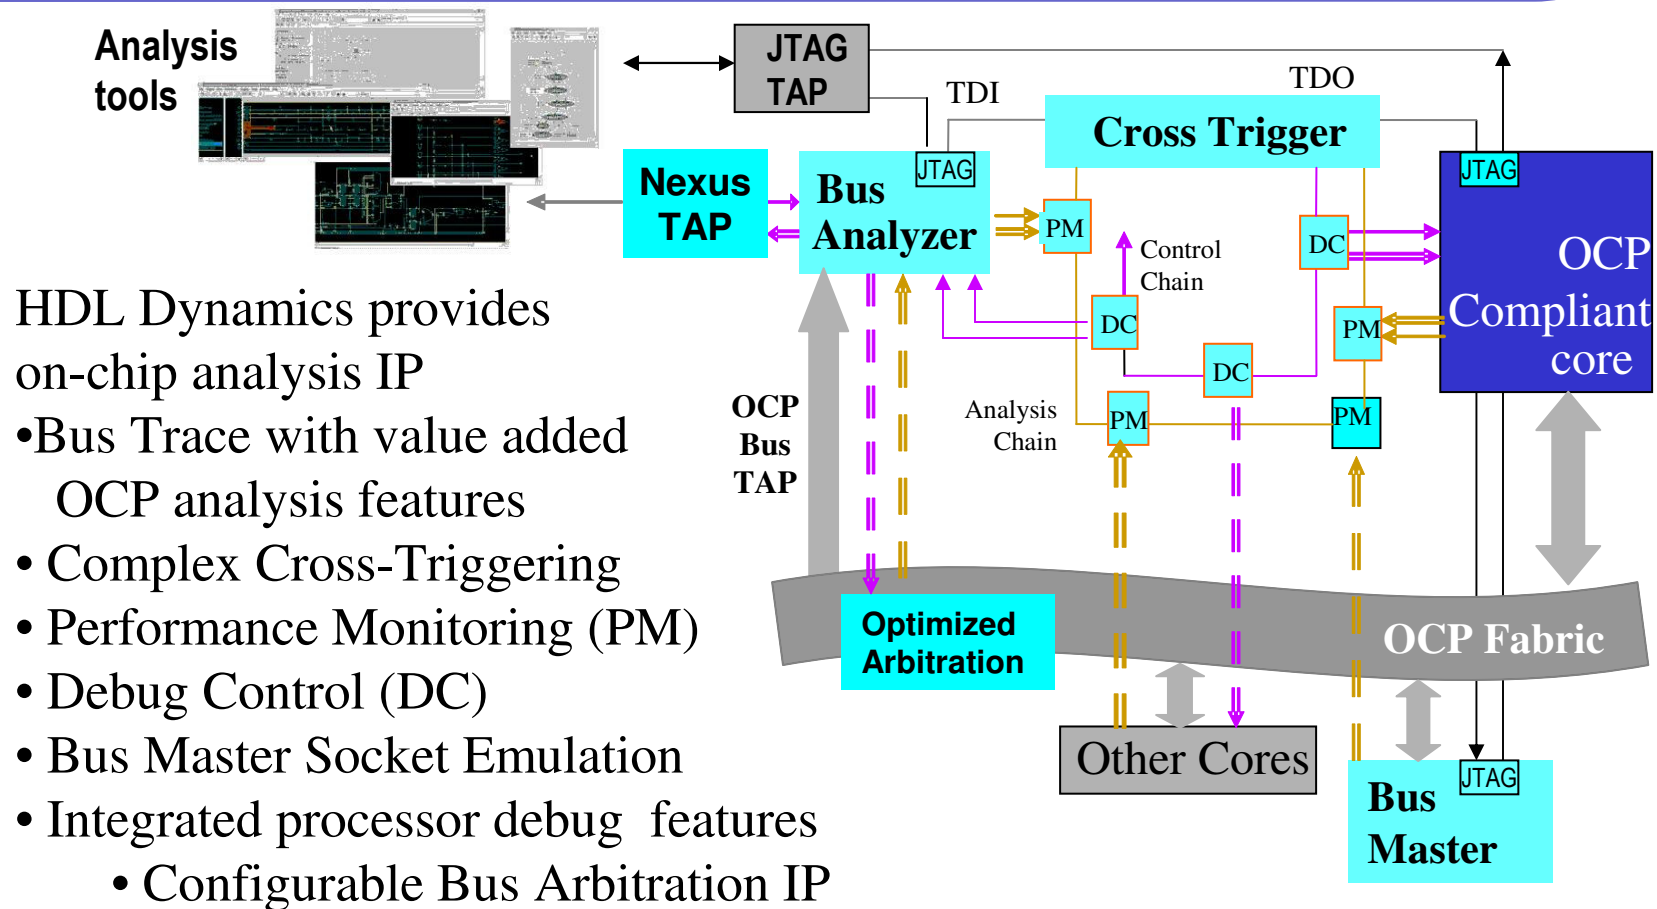 Analysis
tools
JTAG
TAP
TDI
TDO
Cross Trigger
Nexus
TAP
JTAG
Bus
Analyzer
PM
Control
Chain
DC
DC
DC
JTAG
OCP
Compliant
core
PM
PM
PM
Analysis
Chain
OCP
Bus
TAP
HDL Dynamics provides
on-chip analysis IP
•Bus Trace with value added
OCP analysis features
• Complex Cross-Triggering
• Performance Monitoring (PM)
• Debug Control (DC)
• Bus Master Socket Emulation
• Integrated processor debug features
• Configurable Bus Arbitration IP
Optimized
Arbitration
OCP Fabric
Other Cores
JTAG
Bus
Master